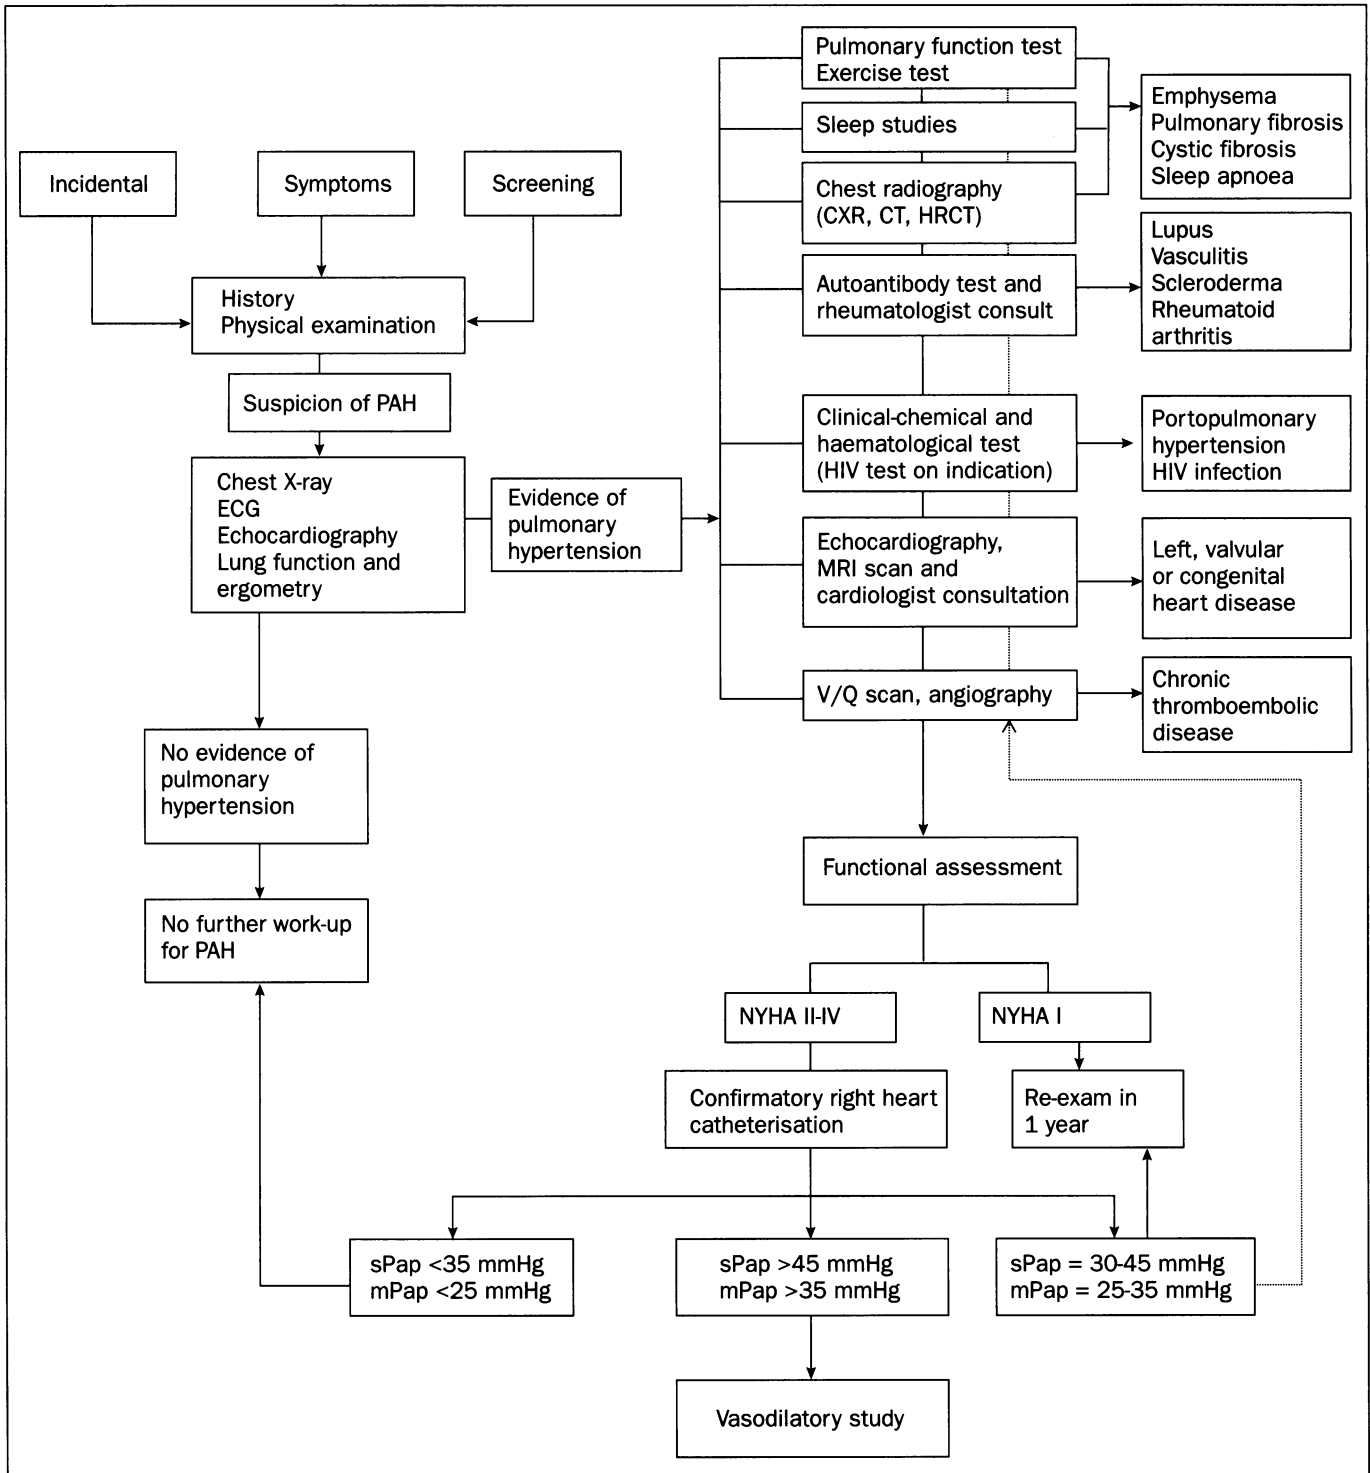 Incidental
Symptoms
Screening
History
Physical examination
Suspicion of PAH
Chest X-ray
ECG
Echocardiography
Lung function and
ergometry
Evidence of
pulmonary
hypertension
No evidence of
pulmonary
hypertension
No further work-up
for PAH
Pulmonary function test
Exercise test
Sleep studies
Chest radiography
(CXR, CT, HRCT)
Emphysema
Pulmonary fibrosis
Cystic fibrosis
Sleep apnoea
Autoantibody test and
rheumatologist consult
Lupus
Vasculitis
Scleroderma
Rheumatoid
arthritis
Clinical-chemical and
haematological test
(HIV test on indication)
Portopulmonary
hypertension
HIV infection
Echocardiography,
MRI scan and
cardiologist consultation
Left, valvular
or congenital
heart disease
V/Q scan, angiography
Chronic
thromboembolic
disease
Functional assessment
NYHA II-IV
NYHA I
Confirmatory right heart
catheterisation
Re-exam in
1 year
sPap <35 mmHg
mPap <25 mmHg
sPap >45 mmHg
mPap >35 mmHg
sPap = 30-45 mmHg
mPap = 25-35 mmHg
Vasodilatory study